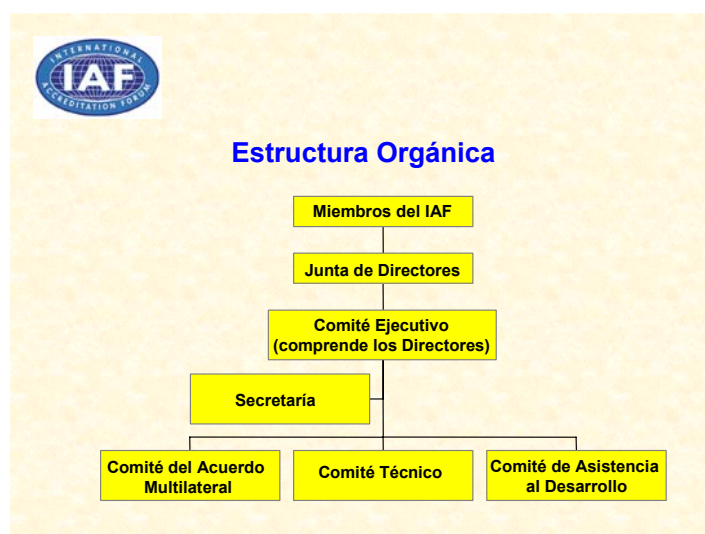 INTERNATIONAL
IAF
ACCREDITATION FORUM
Estructura Orgánica
Miembros del IAF
Junta de Directores
Comité Ejecutivo
(comprende los Directores)
Secretaría
Comité del Acuerdo
Multilateral
Comité Técnico
Comité de Asistencia
al Desarrollo